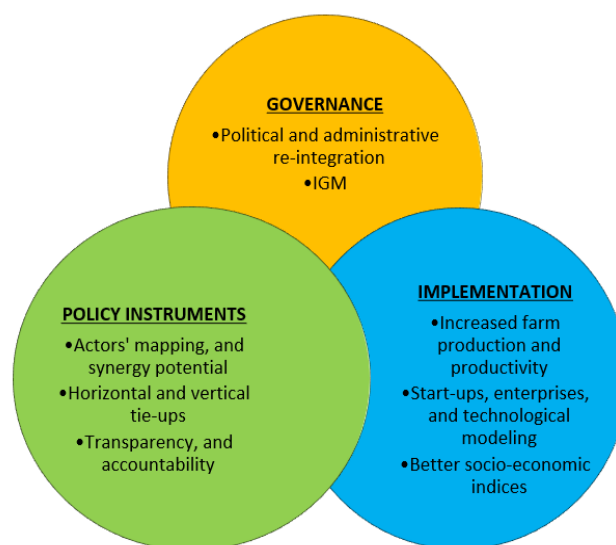 GOVERNANCE
•Political and administrative
re-integration
•IGM
POLICY INSTRUMENTS
•Actors' mapping, and
synergy potential
•Horizontal and vertical
tie-ups
•Transparency, and
accountability
IMPLEMENTATION
•Increased farm
production and
productivity
•Start-ups, enterprises,
and technological
modeling
•Better socio-economic
indices